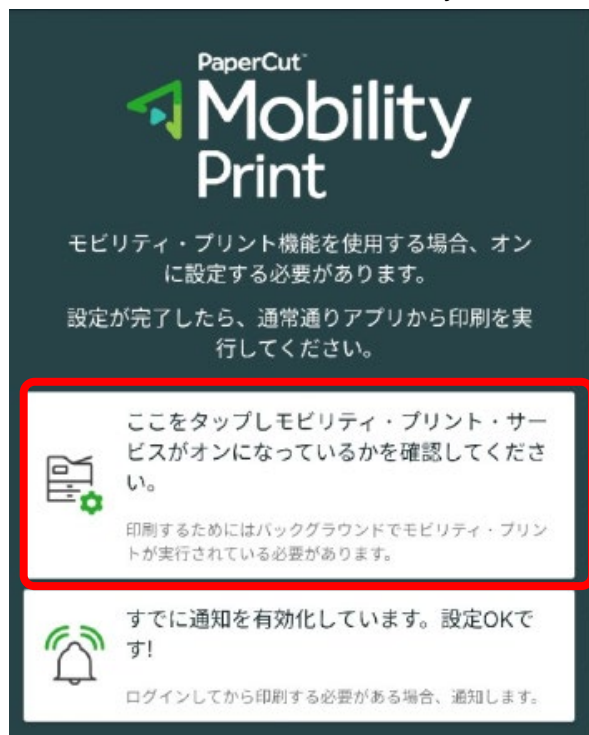 PaperCut™
Mobility
Print
モビリティ・プリント機能を使用する場合、オン
に設定する必要があります。
設定が完了したら、通常通りアプリから印刷を実
行してください。
ここをタップしモビリティ・プリント・サー
ビスがオンになっているかを確認してくださ
い。
印刷するためにはバックグラウンドでモビリティ・プリン
トが実行されている必要があります。
すでに通知を有効化しています。設定OKで
す!
ログインしてから印刷する必要がある場合、通知します。